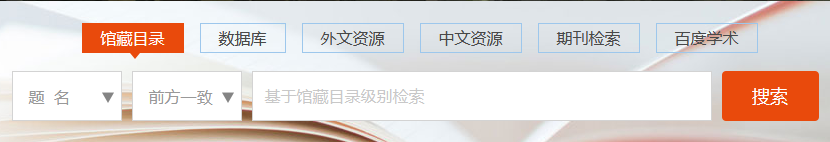 馆藏目录 数据库 外文资源 中文资源 期刊检索 百度学术
题 名 前方一致 基于馆藏目录级别检索 搜索